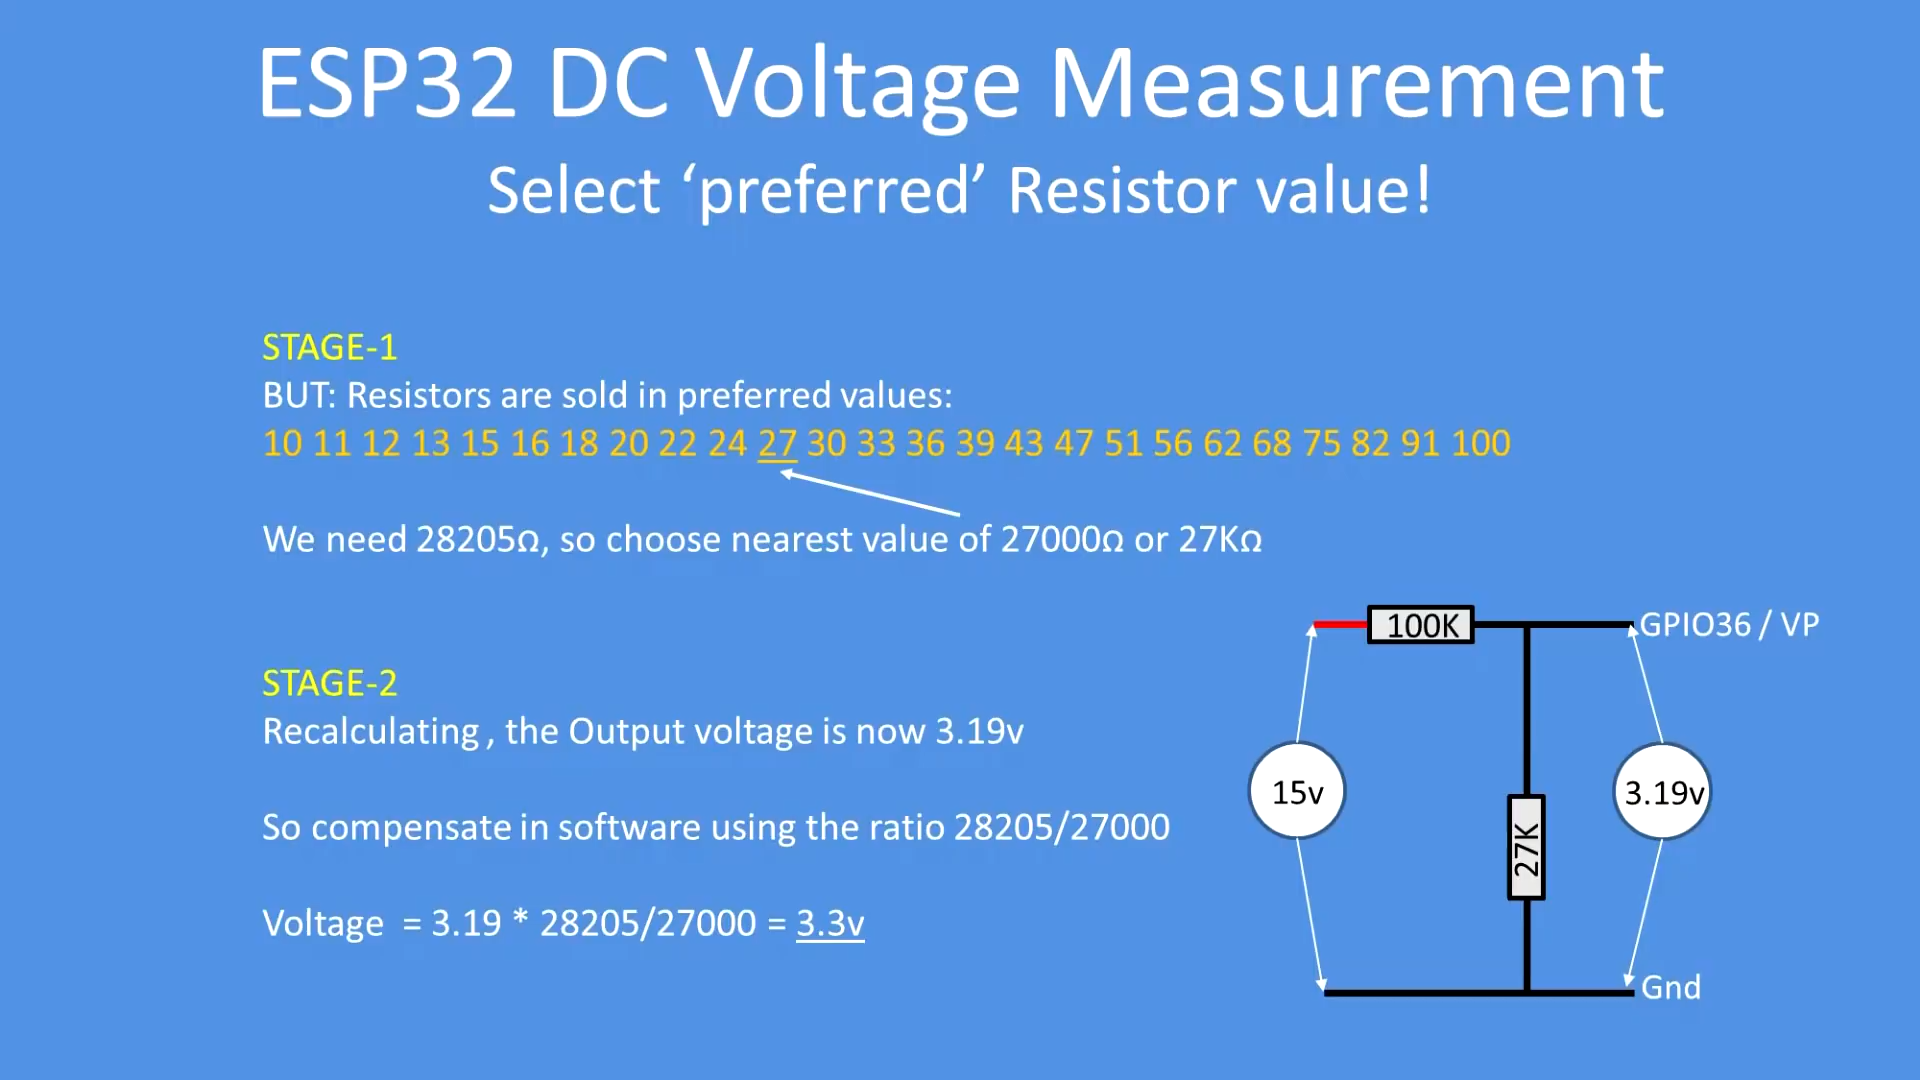 ESP32 DC Voltage Measurement
Select ‘preferred’ Resistor value!
STAGE-1
BUT: Resistors are sold in preferred values:
10 11 12 13 15 16 18 20 22 24 27 30 33 36 39 43 47 51 56 62 68 75 82 91 100
We need 28205Ω, so choose nearest value of 27000Ω or 27KΩ
STAGE-2
Recalculating , the Output voltage is now 3.19v
So compensate in software using the ratio 28205/27000
Voltage = 3.19 * 28205/27000 = 3.3v
100K
GPIO36 / VP
15v
27K
3.19v
Gnd